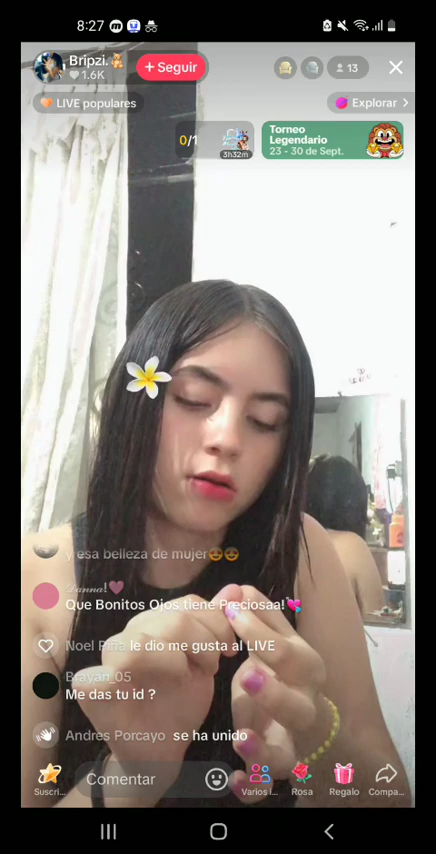 8:27
Bripzi.🧸
1.6K
+ Seguir
13
LIVE populares
Explorar >
0/1
3h32m
Torneo
Legendario
23 - 30 de Sept.
y esa belleza de mujer😍😍
𝒟𝒶𝓃𝓃𝒶!💜
Que Bonitos Ojos tiene Preciosaa!💘
Noel Piña le dio me gusta al LIVE
Brayan_05
Me das tu id ?
Andres Porcayo se ha unido
Suscri...
Comentar
Varios i...
Rosa
Regalo
Compa...